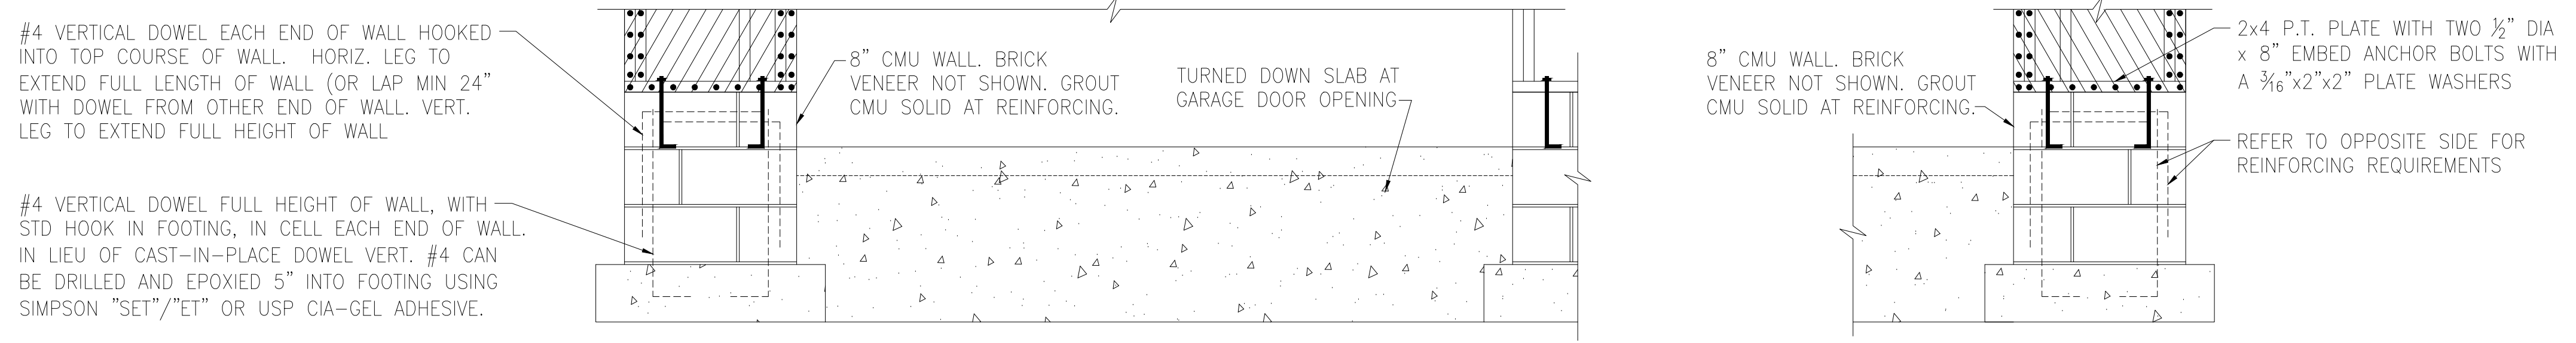 #4 VERTICAL DOWEL EACH END OF WALL HOOKED
INTO TOP COURSE OF WALL. HORIZ. LEG TO
EXTEND FULL LENGTH OF WALL (OR LAP MIN 24"
WITH DOWEL FROM OTHER END OF WALL. VERT.
LEG TO EXTEND FULL HEIGHT OF WALL
#4 VERTICAL DOWEL FULL HEIGHT OF WALL, WITH
STD HOOK IN FOOTING, IN CELL EACH END OF WALL.
IN LIEU OF CAST-IN-PLACE DOWEL VERT. #4 CAN
BE DRILLED AND EPOXIED 5" INTO FOOTING USING
SIMPSON "SET"/"ET" OR USP CIA-GEL ADHESIVE.
8" CMU WALL. BRICK
VENEER NOT SHOWN. GROUT
CMU SOLID AT REINFORCING.
TURNED DOWN SLAB AT
GARAGE DOOR OPENING
8" CMU WALL. BRICK
VENEER NOT SHOWN. GROUT
CMU SOLID AT REINFORCING.
2x4 P.T. PLATE WITH TWO ½" DIA
x 8" EMBED ANCHOR BOLTS WITH
A 3⁄16"x2"x2" PLATE WASHERS
REFER TO OPPOSITE SIDE FOR
REINFORCING REQUIREMENTS